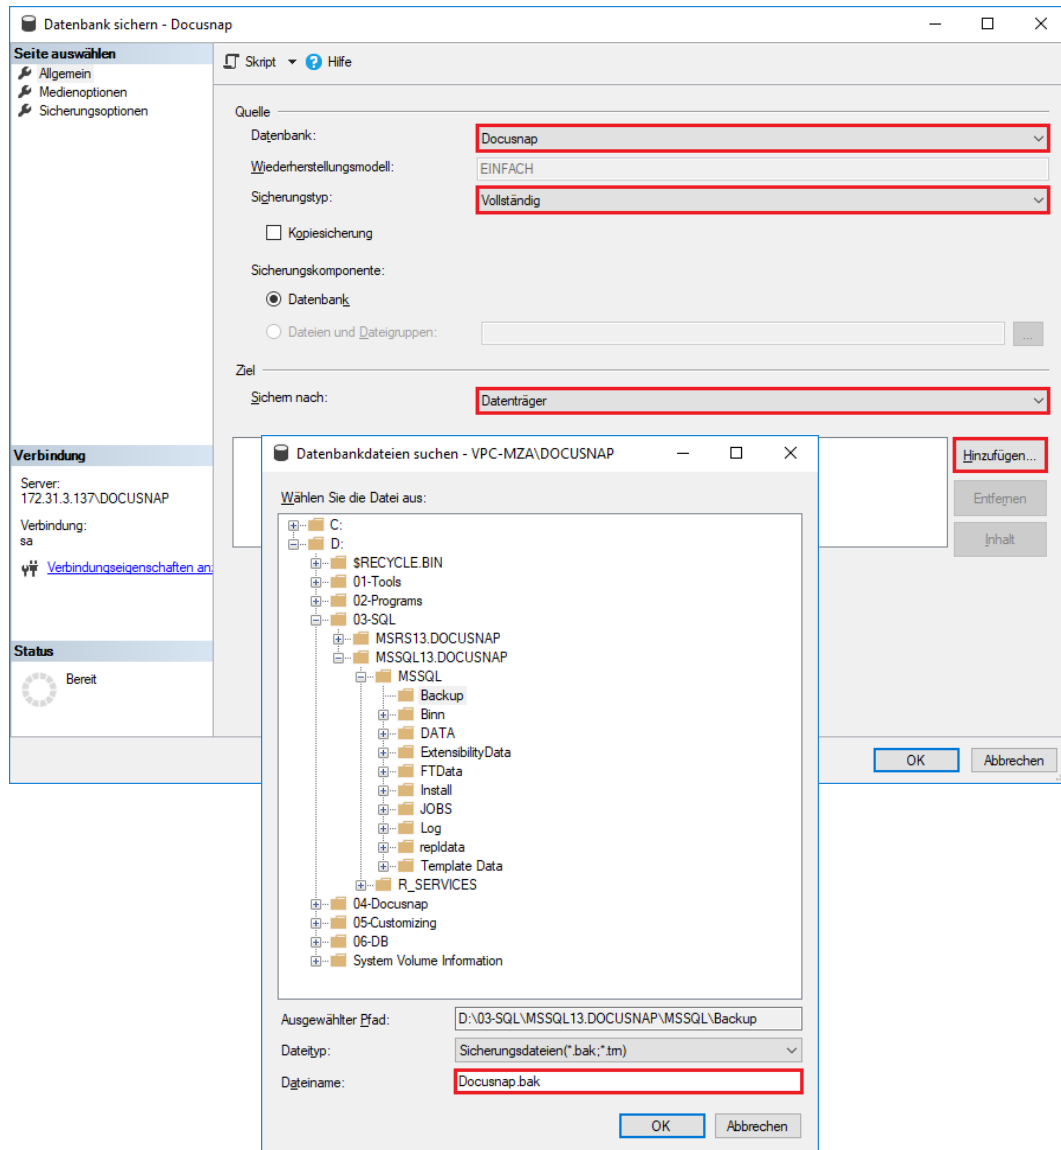 Datenbank sichern - Docusnap
Seite auswählen
Allgemein
Medienoptionen
Sicherungsoptionen
Skript
Hilfe
Quelle
Datenbank:
Docusnap
Wiederherstellungsmodell:
EINFACH
Sicherungstyp:
Vollständig
Kopiesicherung
Sicherungskomponente:
Datenbank
Dateien und Dateigruppen:
...
Ziel
Sichern nach:
Datenträger
Hinzufügen...
Entfernen
Inhalt
Verbindung
Server:
172.31.3.137\DOCUSNAP
Verbindung:
sa
Verbindungseigenschaften an
Status
Bereit
OK
Abbrechen
Datenbankdateien suchen - VPC-MZA\DOCUSNAP
Wählen Sie die Datei aus:
C:
D:
$RECYCLE.BIN
01-Tools
02-Programs
03-SQL
MSRS13.DOCUSNAP
MSSQL13.DOCUSNAP
MSSQL
Backup
Binn
DATA
ExtensibilityData
FTData
Install
JOBS
Log
repldata
Template Data
R_SERVICES
04-Docusnap
05-Customizing
06-DB
System Volume Information
Ausgewählter Pfad:
D:\03-SQL\MSSQL13.DOCUSNAP\MSSQL\Backup
Dateityp:
Sicherungsdateien(*.bak;*.trn)
Dateiname:
Docusnap.bak
OK
Abbrechen